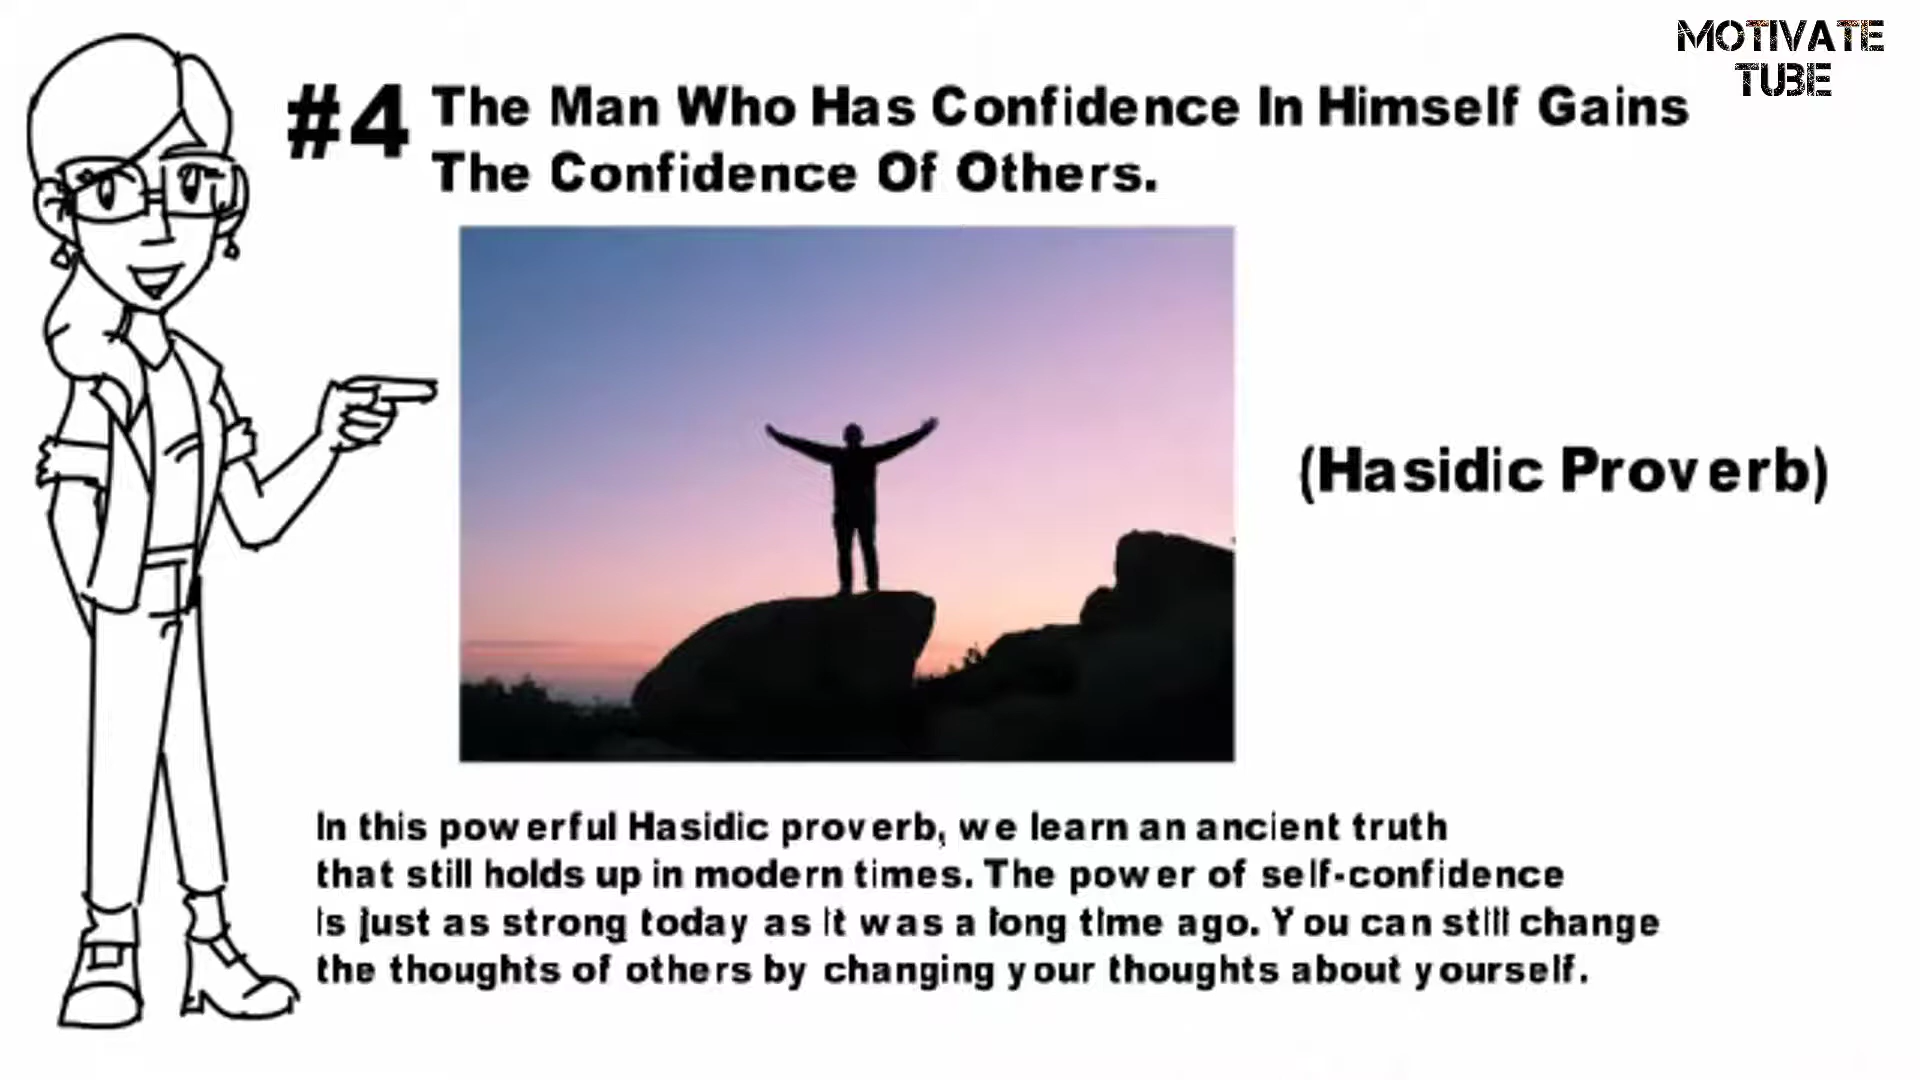 MOTIVATE
TUBE
#4 The Man Who Has Confidence In Himself Gains
The Confidence Of Others.
(Hasidic Proverb)
In this powerful Hasidic proverb, we learn an ancient truth
that still holds up in modern times. The power of self-confidence
is just as strong today as it was a long time ago. You can still change
the thoughts of others by changing your thoughts about yourself.